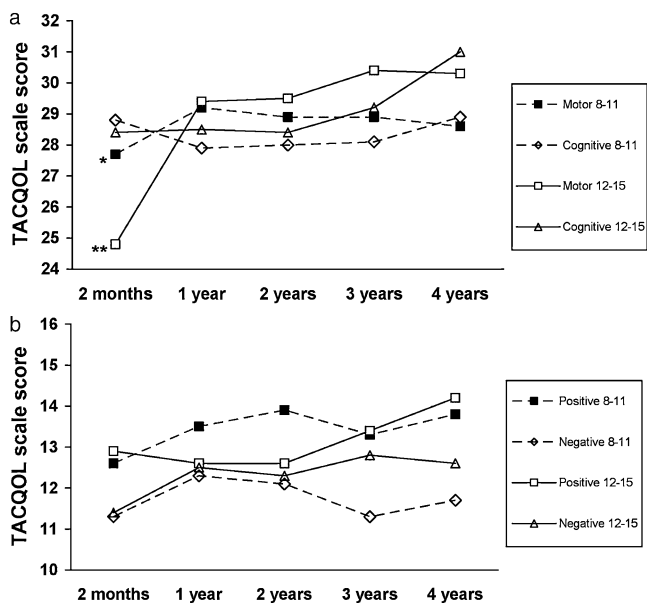 a
TACQOL scale score
32
31
30
29
28
27
26
25
24
*
**
2 months 1 year 2 years 3 years 4 years
Motor 8-11
Cognitive 8-11
Motor 12-15
Cognitive 12-15
b
TACQOL scale score
16
15
14
13
12
11
10
2 months 1 year 2 years 3 years 4 years
Positive 8-11
Negative 8-11
Positive 12-15
Negative 12-15